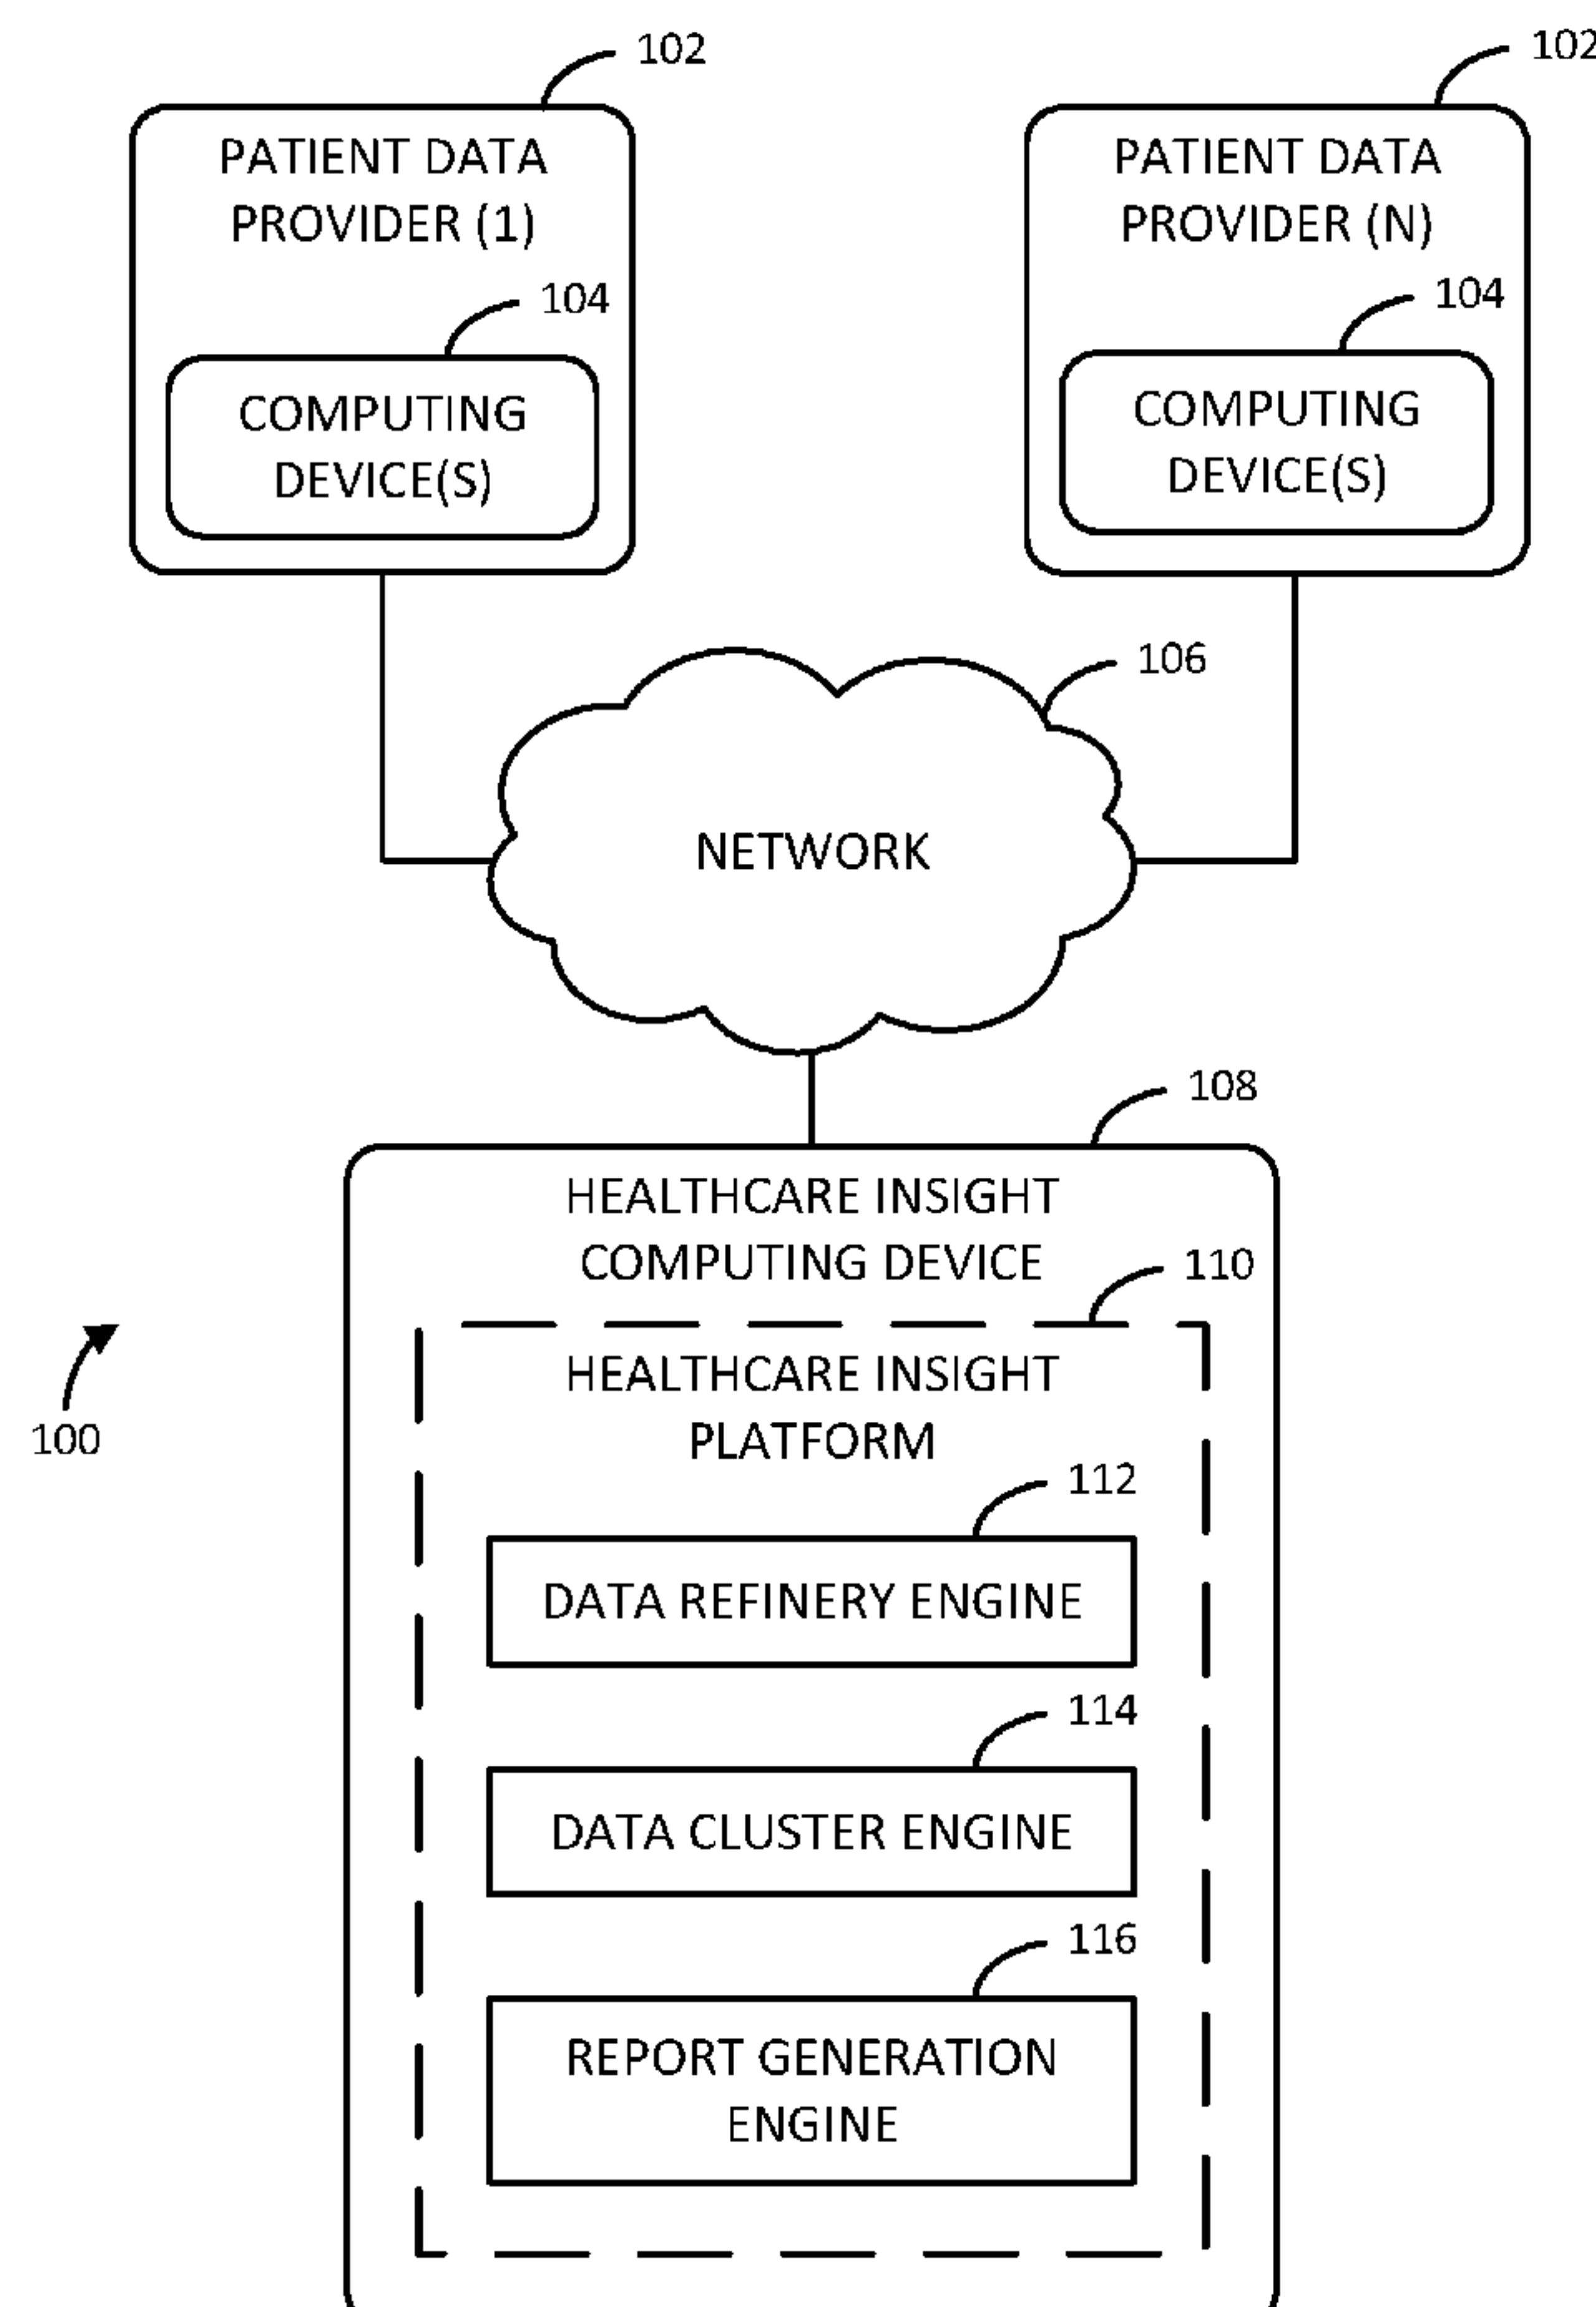 102
102
PATIENT DATA
PROVIDER (1)
PATIENT DATA
PROVIDER (N)
104
104
COMPUTING
DEVICE(S)
COMPUTING
DEVICE(S)
106
NETWORK
108
HEALTHCARE INSIGHT
COMPUTING DEVICE
110
HEALTHCARE INSIGHT
PLATFORM
100
112
DATA REFINERY ENGINE
114
DATA CLUSTER ENGINE
116
REPORT GENERATION
ENGINE